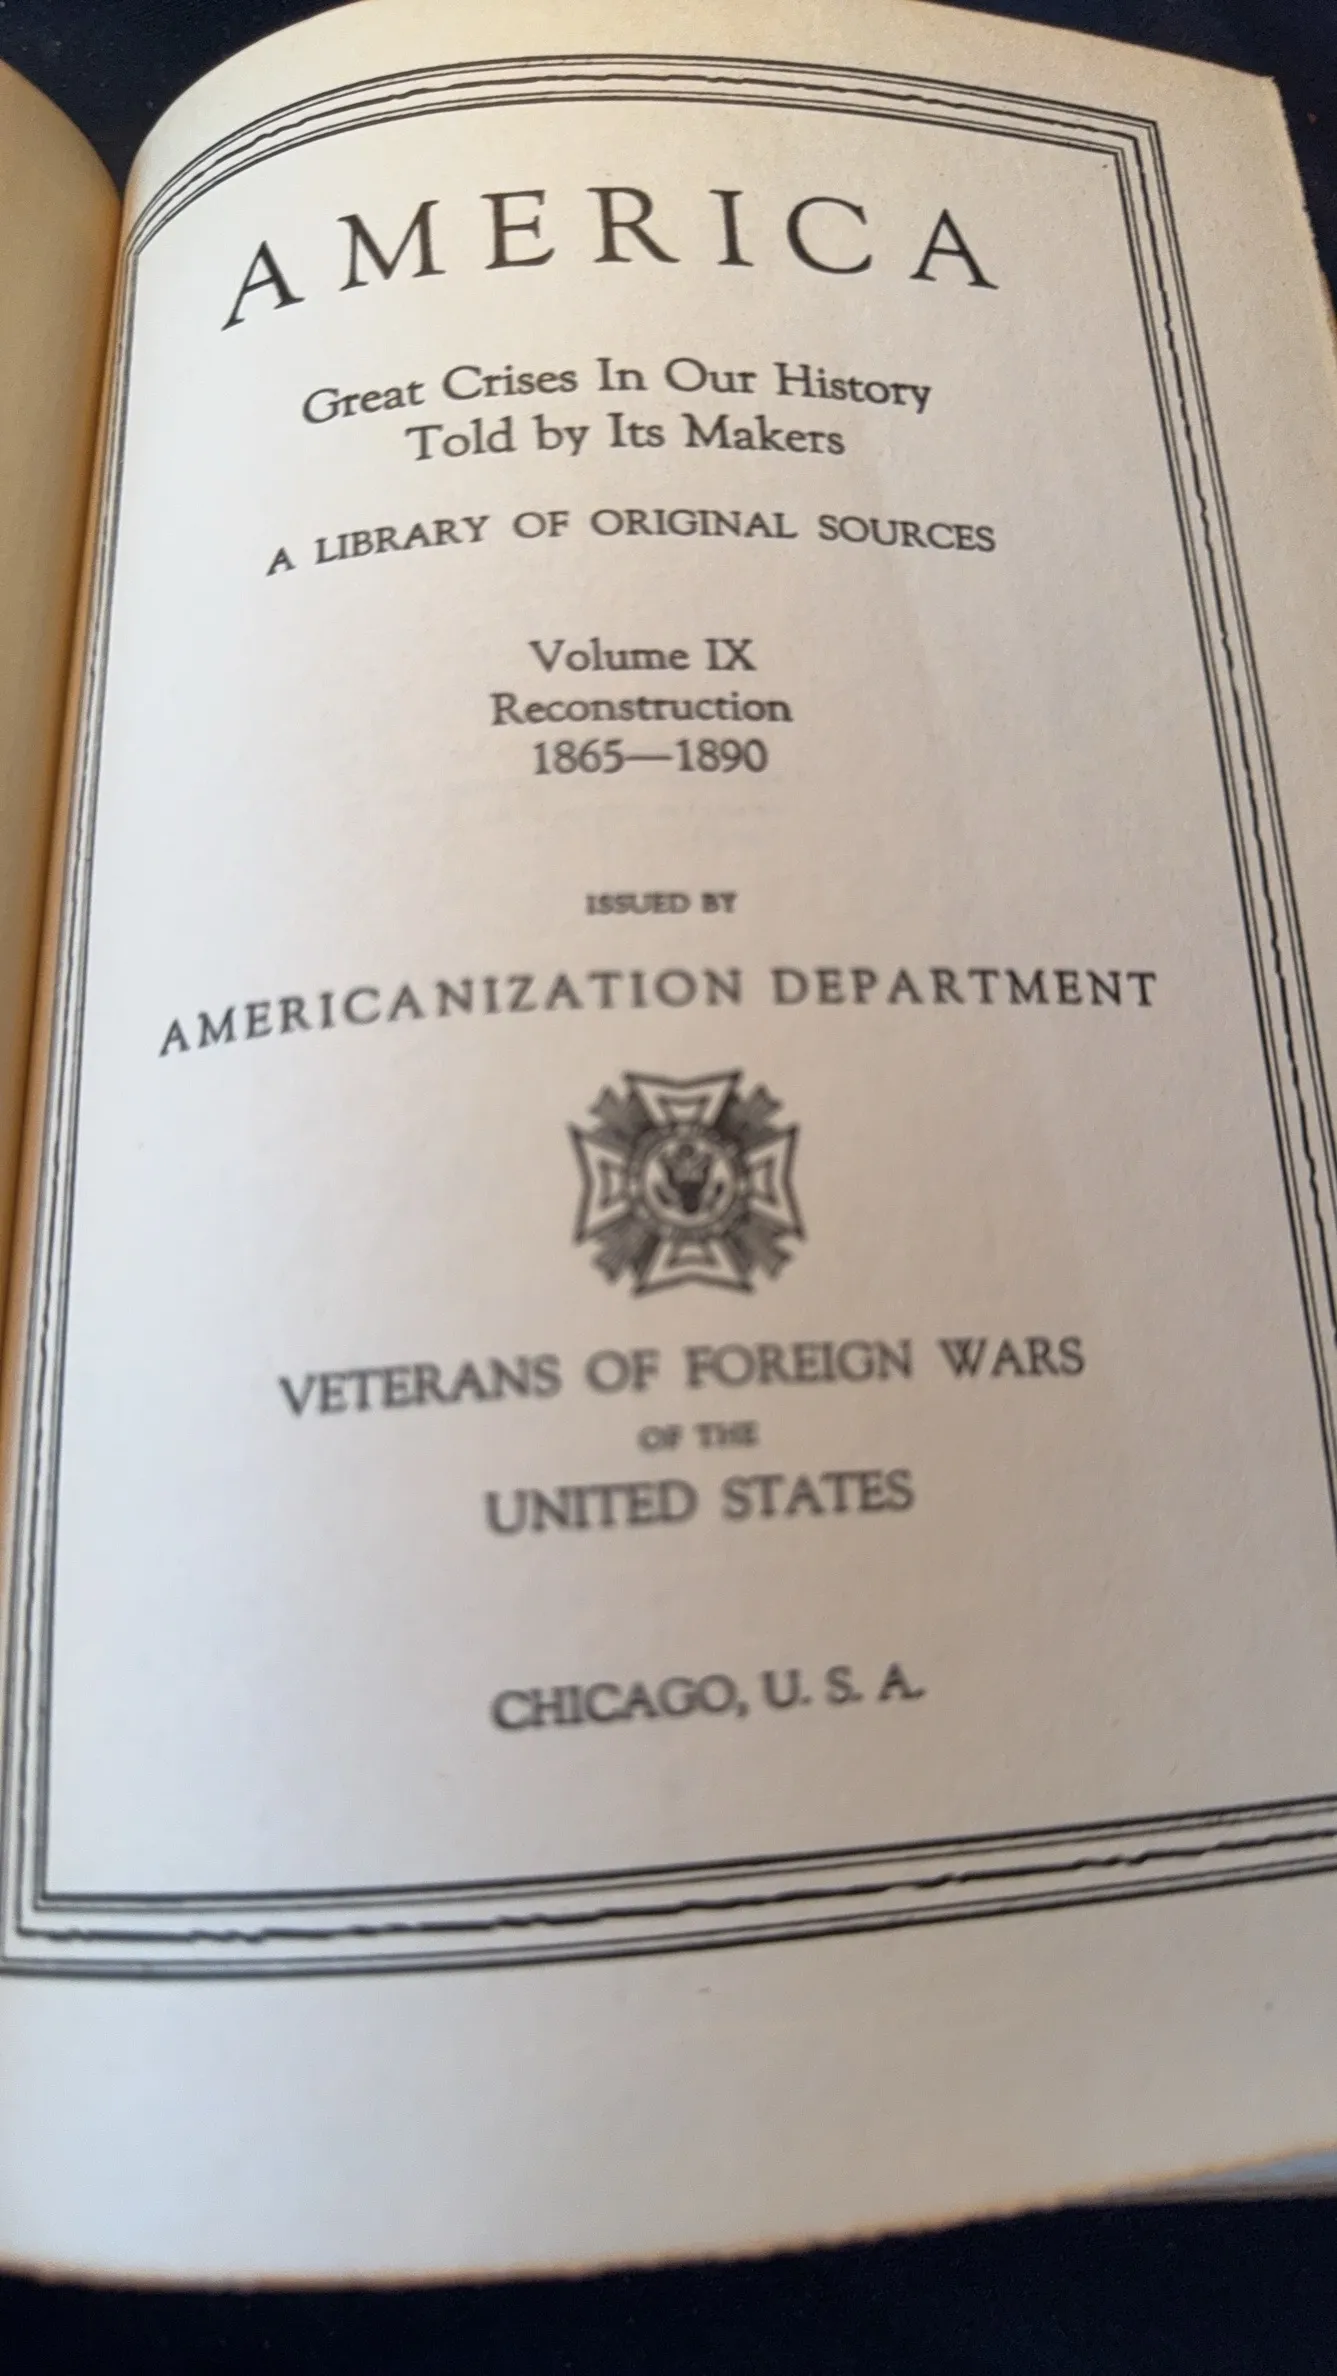 AMERICA
Great Crises In Our History
Told by Its Makers
A LIBRARY OF ORIGINAL SOURCES
Volume IX
Reconstruction
1865—1890
ISSUED BY
AMERICANIZATION DEPARTMENT
VETERANS OF FOREIGN WARS
OF THE
UNITED STATES
CHICAGO, U. S. A.